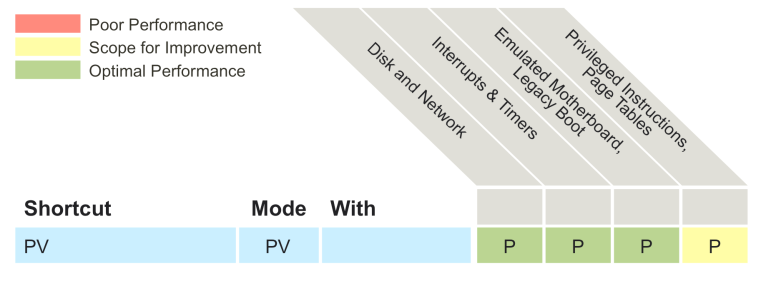 Poor Performance
Scope for Improvement
Optimal Performance
Disk and Network
Interrupts & Timers
Emulated Motherboard,
Legacy Boot
Privileged Instructions,
Page Tables
Shortcut Mode With
PV PV P P P P